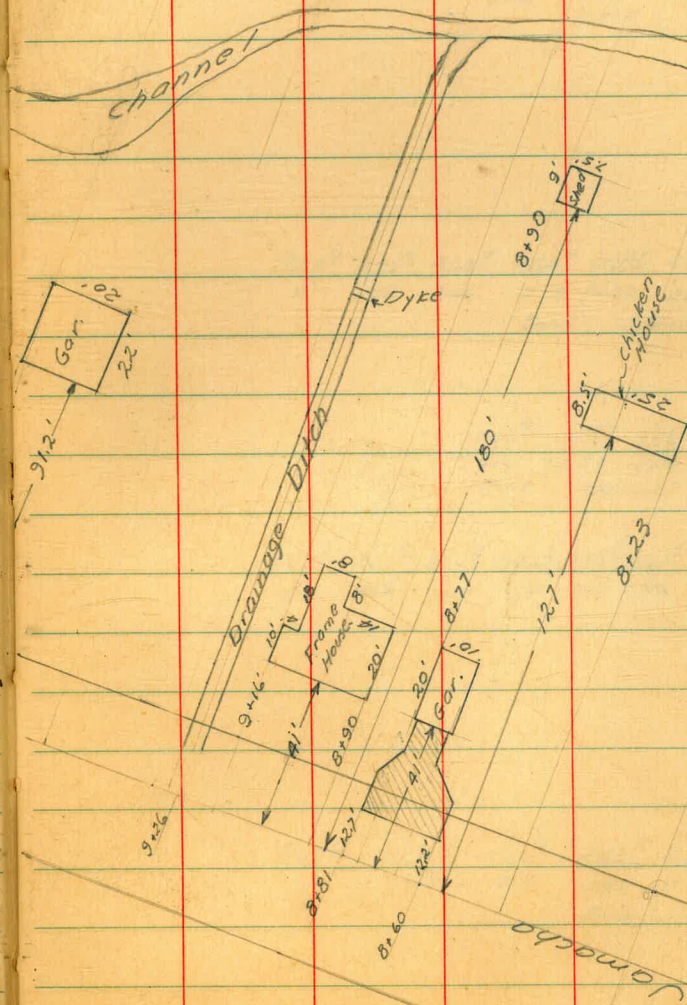 Channel
9'
Shed
8+90
Dyke
20'
Gar.
22'
91.2'
Chicken
House
8.5'
180'
Drainage Ditch
127'
8+23
8+77
18'
8'
8'
10'
Frame
House
14'
20'
9+16
41'
8+90
20'
10'
Gar.
41'
12.7'
12.2'
9+26
8+81
8+60
Jamacha